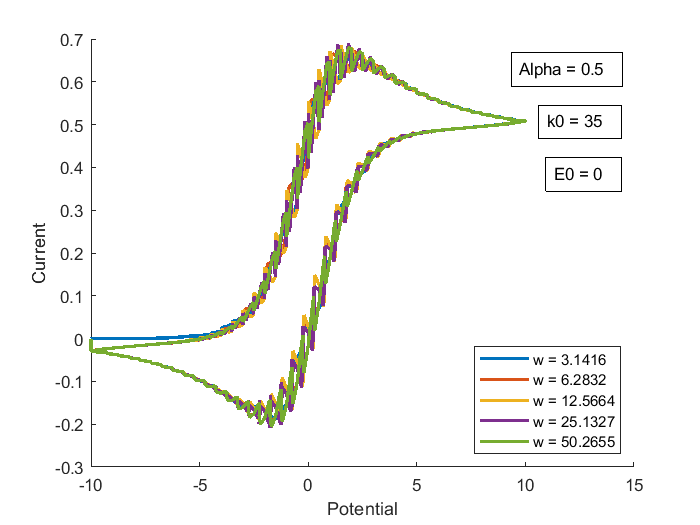 0.7
0.6
0.5
0.4
0.3
0.2
0.1
0
-0.1
-0.2
-0.3
Current
-10
-5
0
5
10
15
Potential
Alpha = 0.5
k0 = 35
E0 = 0
w = 3.1416
w = 6.2832
w = 12.5664
w = 25.1327
w = 50.2655